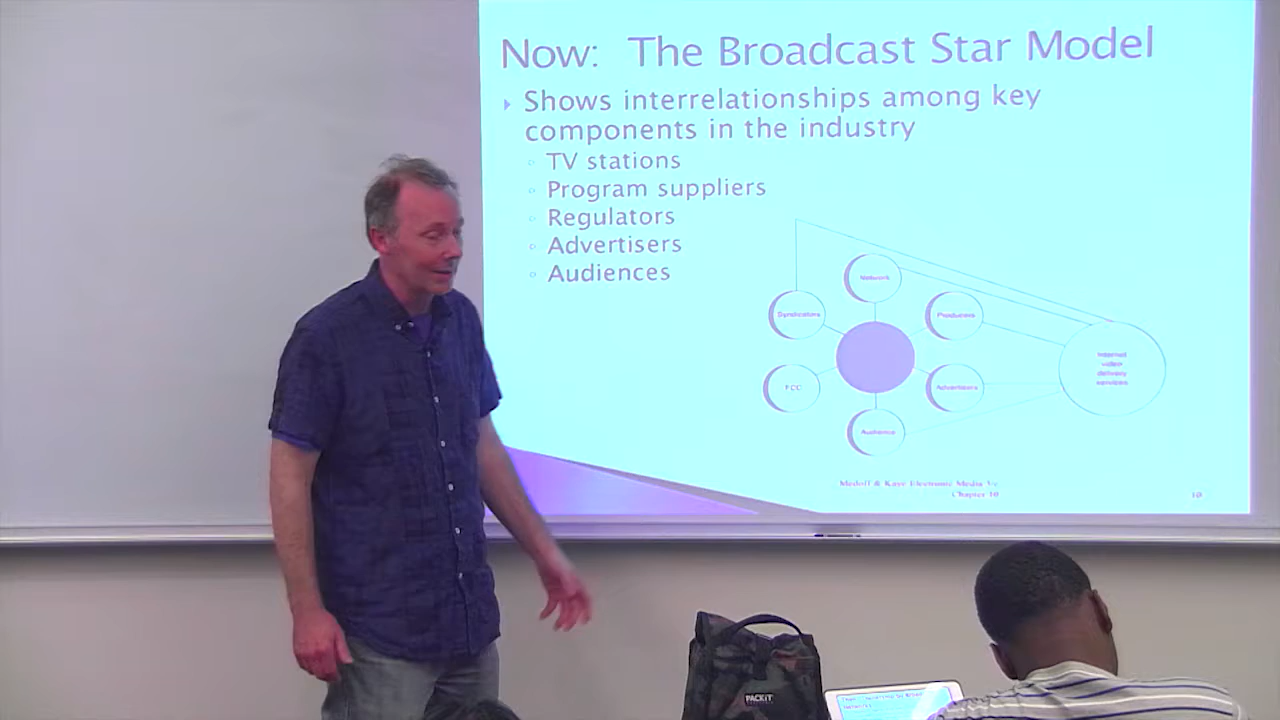 Now: The Broadcast Star Model
Shows interrelationships among key
components in the industry
TV stations
Program suppliers
Regulators
Advertisers
Audiences
Network
Syndicators
Producers
Internet
video
delivery
services
FCC
Advertisers
Audience
Medoff & Kaye Electronic Media 3e
Chapter 10
10
PACKiT